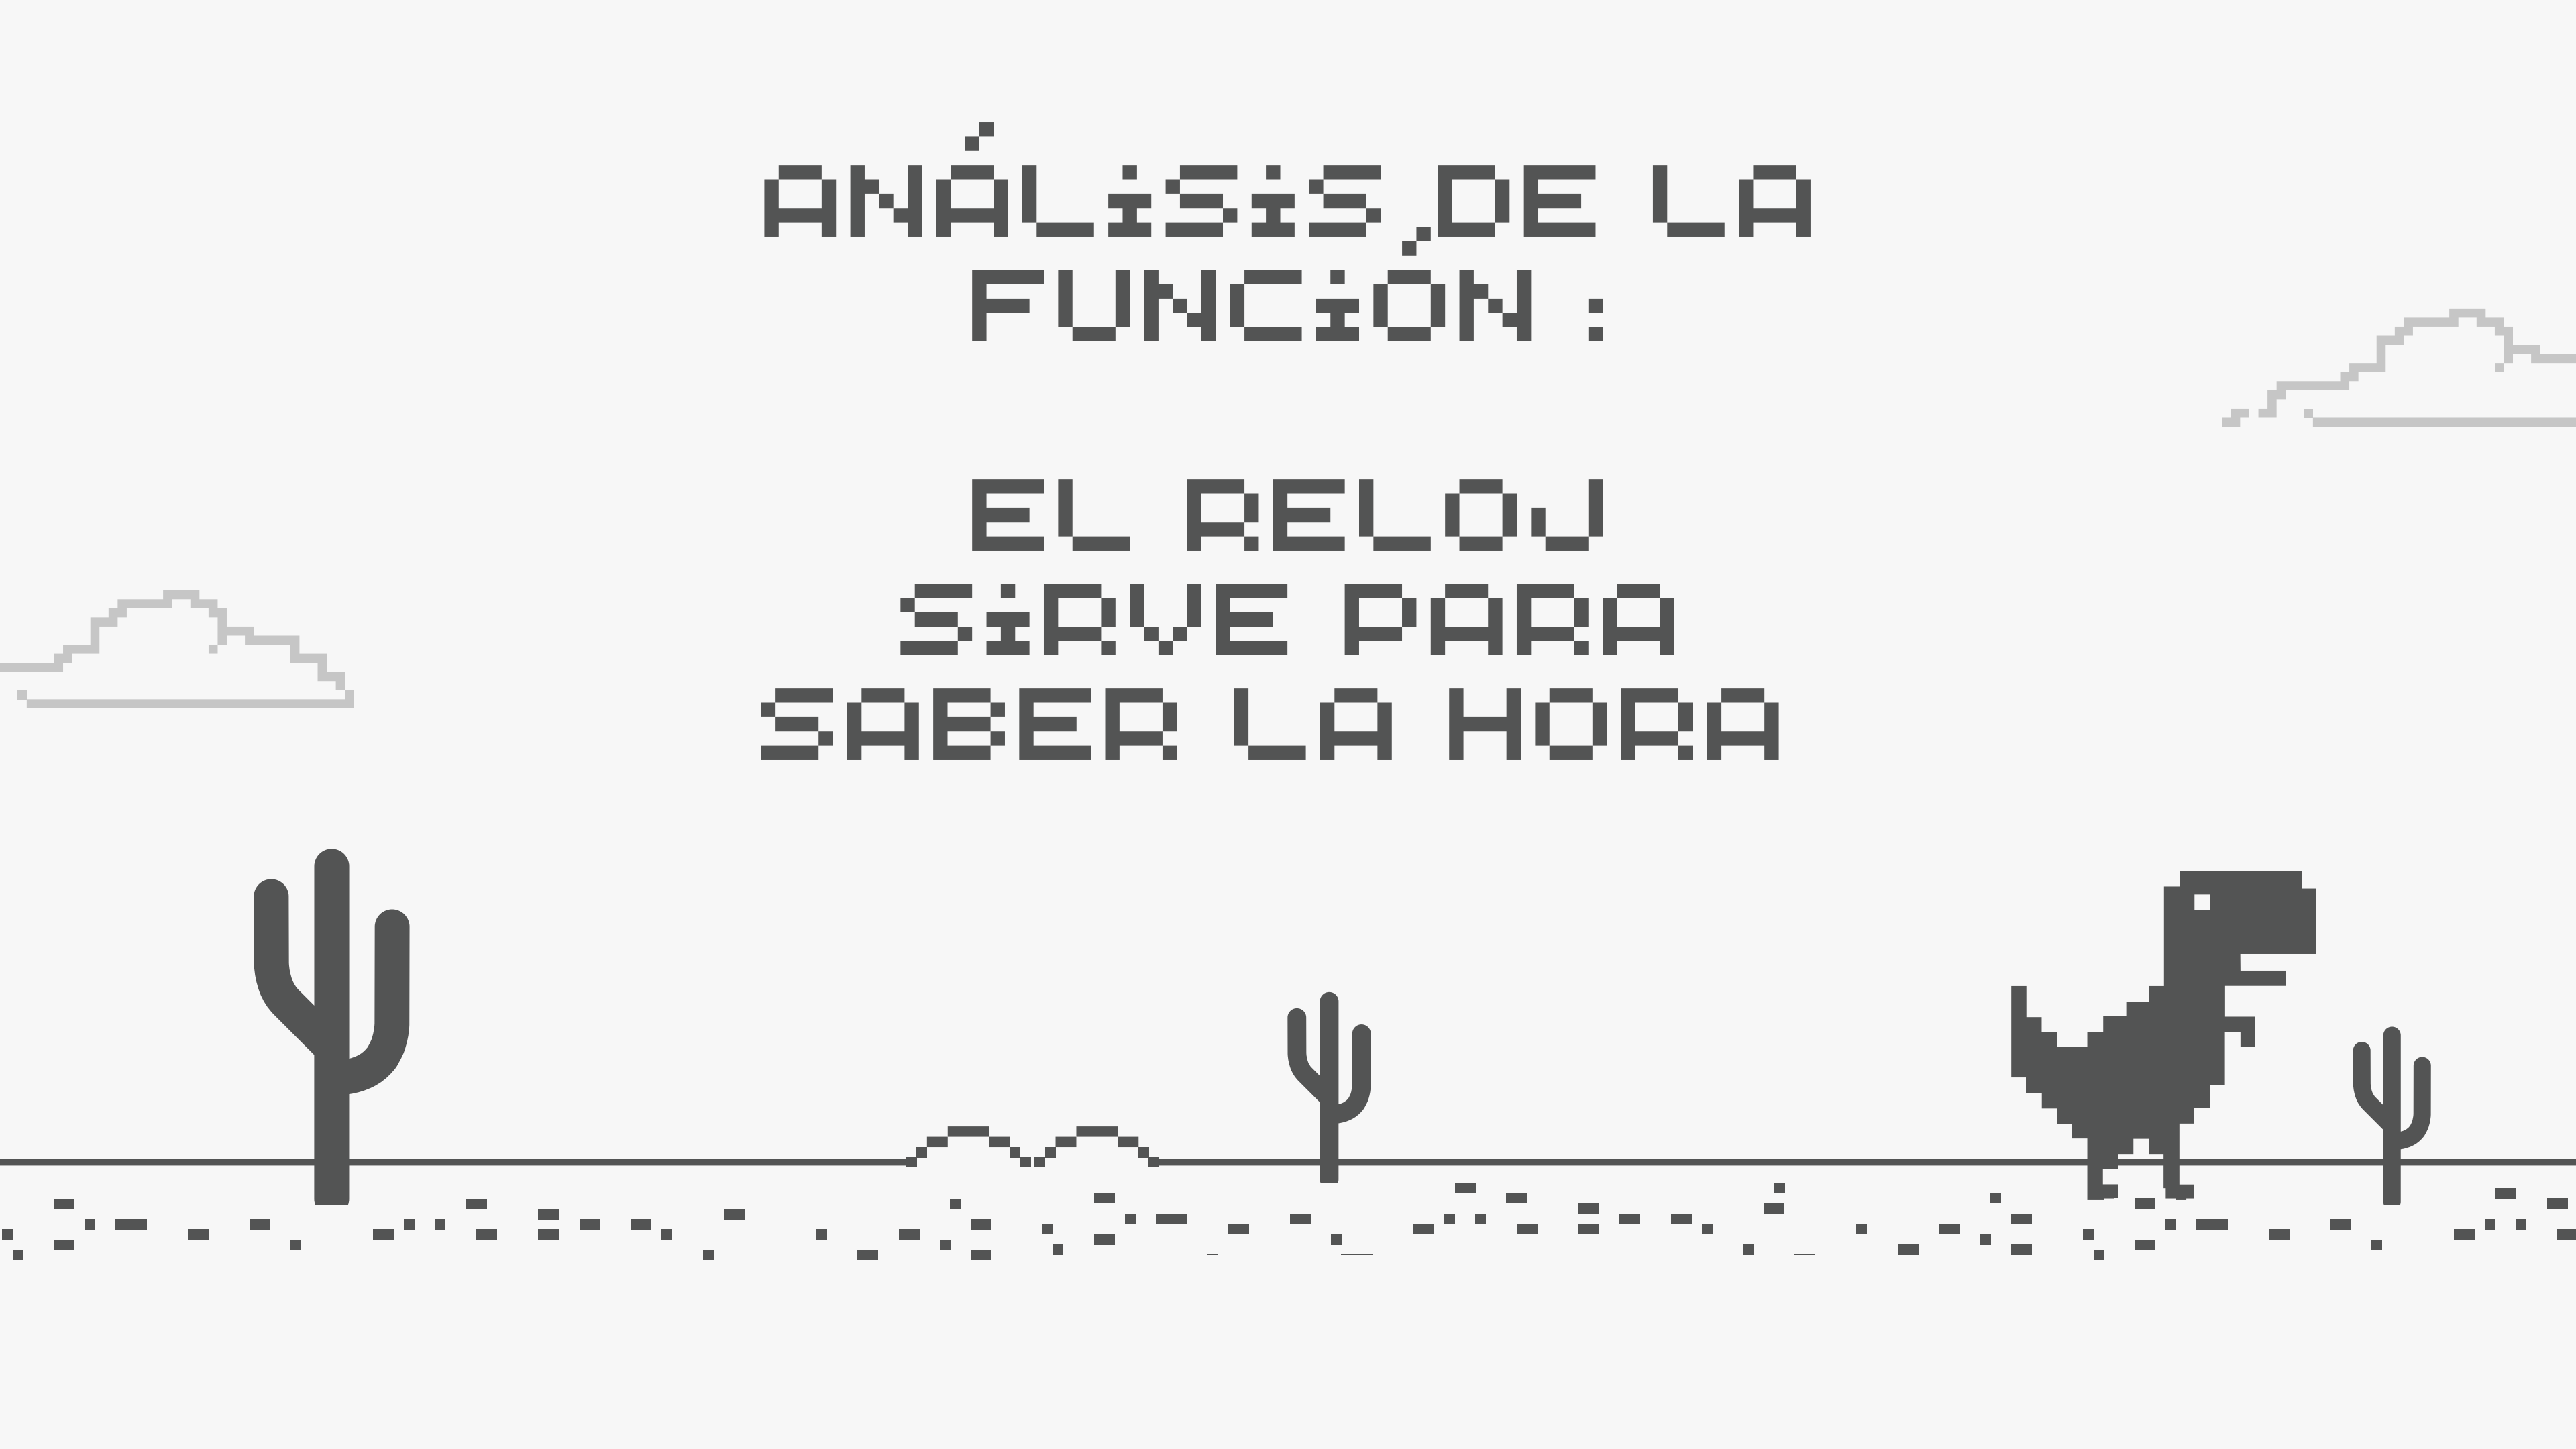 ANÁLiSiS DE LA
FUNCiÓN :
EL RELOJ
SiRVE PARA
SABER LA HORA